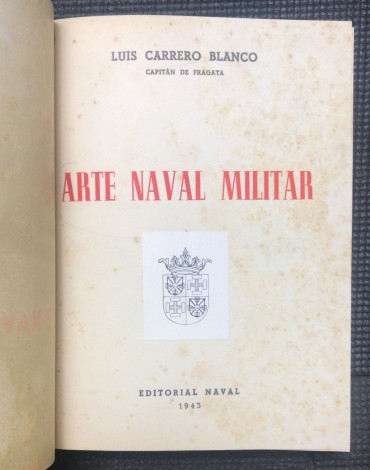 LUIS CARRERO BLANCO
CAPITÁN DE FRAGATA
ARTE NAVAL MILITAR
EDITORIAL NAVAL
1943